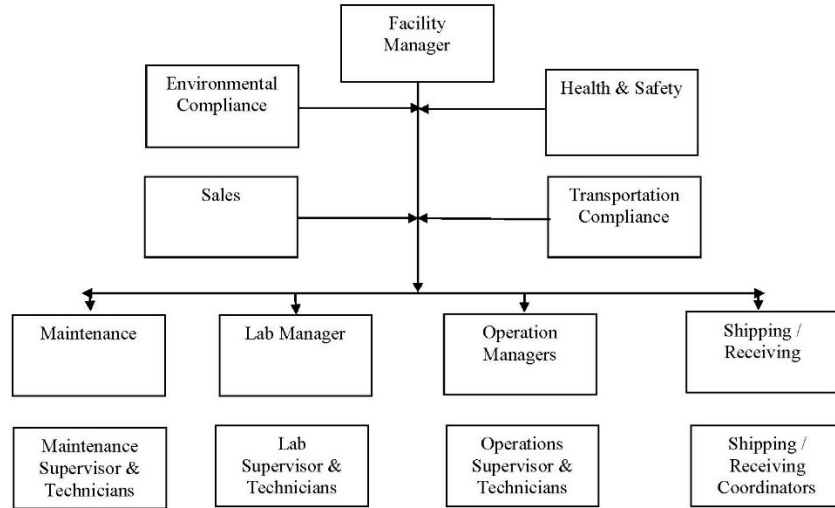 Facility
Manager
Environmental
Compliance
Health & Safety
Sales
Transportation
Compliance
Maintenance
Lab Manager
Operation
Managers
Shipping /
Receiving
Maintenance
Supervisor &
Technicians
Lab
Supervisor &
Technicians
Operations
Supervisor &
Technicians
Shipping /
Receiving
Coordinators